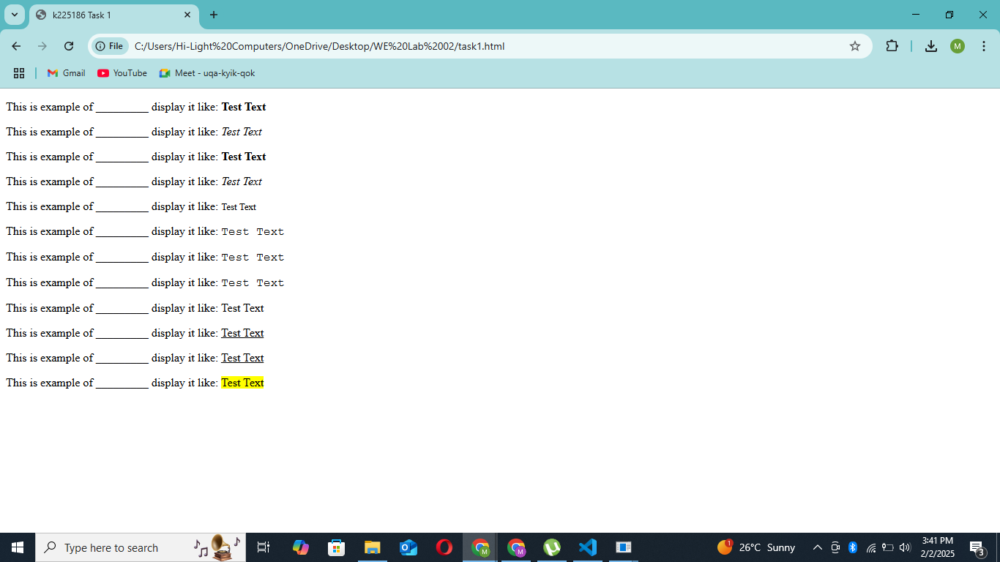 k225186 Task 1
File C:/Users/Hi-Light%20Computers/OneDrive/Desktop/WE%20Lab%2002/task1.html M
Gmail YouTube Meet - uqa-kyik-qok
This is example of _________ display it like: Test Text
This is example of _________ display it like: Test Text
This is example of _________ display it like: Test Text
This is example of _________ display it like: Test Text
This is example of _________ display it like: Test Text
This is example of _________ display it like: Test Text
This is example of _________ display it like: Test Text
This is example of _________ display it like: Test Text
This is example of _________ display it like: Test Text
This is example of _________ display it like: Test Text
This is example of _________ display it like: Test Text
This is example of _________ display it like: Test Text
Type here to search M M 1 26°C Sunny 3:41 PM
2/2/2025 3